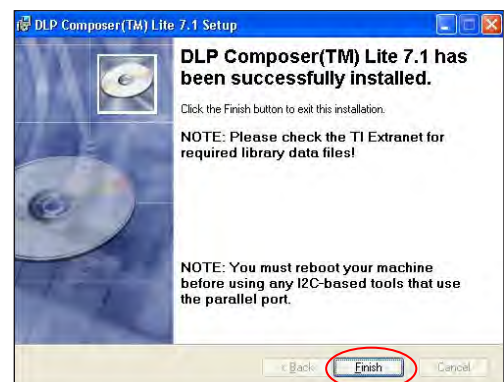 DLP Composer(TM) Lite 7.1 Setup
DLP Composer(TM) Lite 7.1 has
been successfully installed.
Click the Finish button to exit this installation.
NOTE: Please check the TI Extranet for
required library data files!
NOTE: You must reboot your machine
before using any I2C-based tools that use
the parallel port.
< Back Finish Cancel